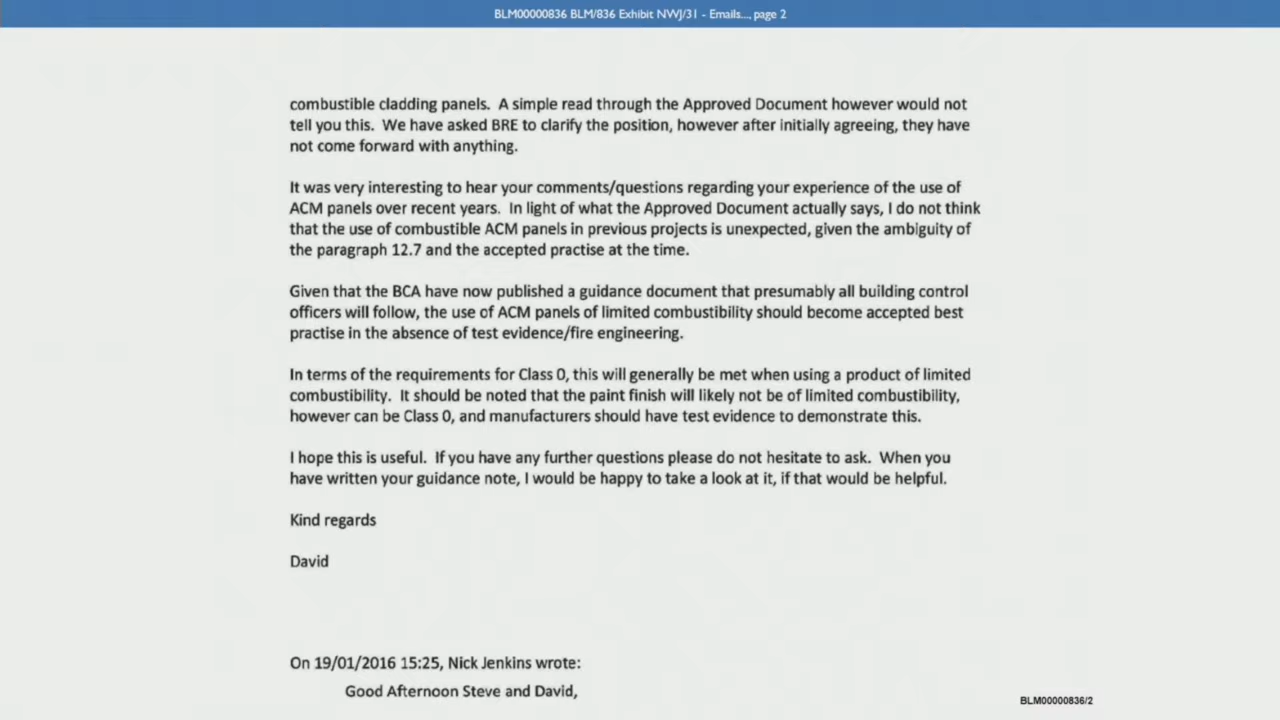 BLM00000836 BLM/836 Exhibit NWJ/31 - Emails..., page 2
combustible cladding panels. A simple read through the Approved Document however would not
tell you this. We have asked BRE to clarify the position, however after initially agreeing, they have
not come forward with anything.
It was very interesting to hear your comments/questions regarding your experience of the use of
ACM panels over recent years. In light of what the Approved Document actually says, I do not think
that the use of combustible ACM panels in previous projects is unexpected, given the ambiguity of
the paragraph 12.7 and the accepted practise at the time.
Given that the BCA have now published a guidance document that presumably all building control
officers will follow, the use of ACM panels of limited combustibility should become accepted best
practise in the absence of test evidence/fire engineering.
In terms of the requirements for Class 0, this will generally be met when using a product of limited
combustibility. It should be noted that the paint finish will likely not be of limited combustibility,
however can be Class 0, and manufacturers should have test evidence to demonstrate this.
I hope this is useful. If you have any further questions please do not hesitate to ask. When you
have written your guidance note, I would be happy to take a look at it, if that would be helpful.
Kind regards
David
On 19/01/2016 15:25, Nick Jenkins wrote:
Good Afternoon Steve and David,
BLM00000836/2